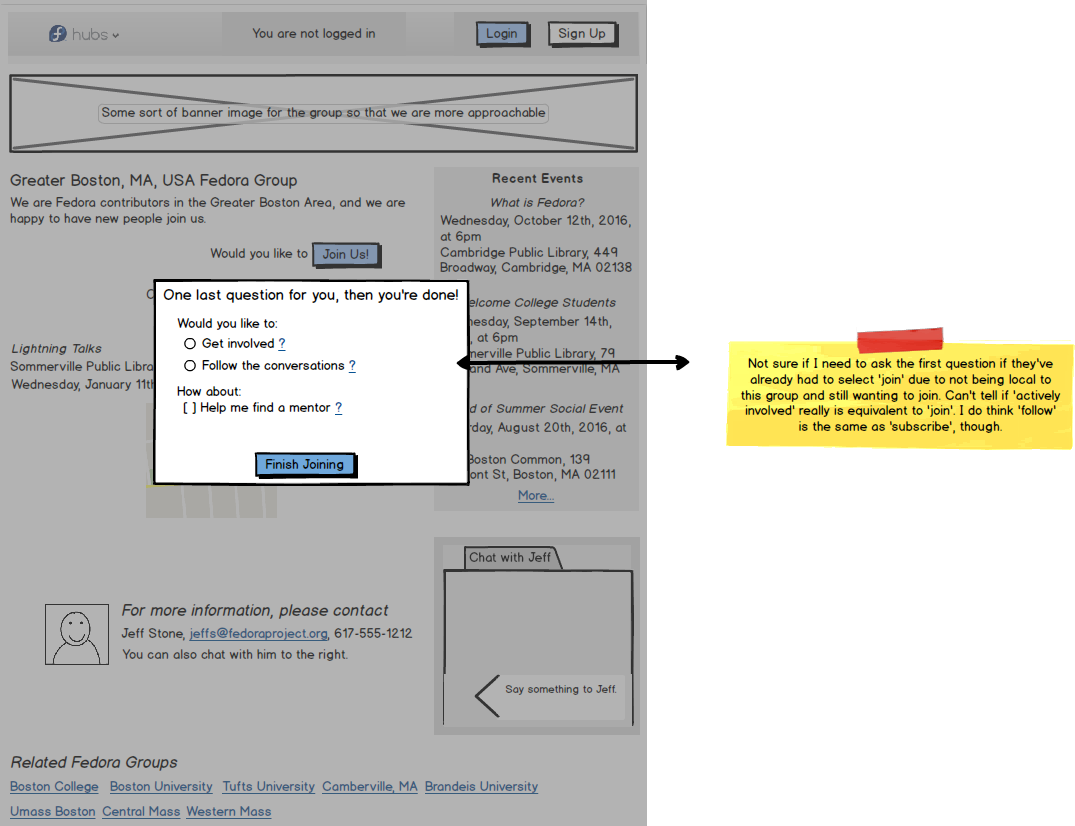 hubs
You are not logged in
Login
Sign Up
Some sort of banner image for the group so that we are more approachable
Greater Boston, MA, USA Fedora Group
We are Fedora contributors in the Greater Boston Area, and we are
happy to have new people join us.
Would you like to
Join Us!
Lightning Talks
Sommerville Public Libra
Wednesday, January 11th
One last question for you, then you're done!
Would you like to:
Get involved ?
Follow the conversations ?
How about:
[ ] Help me find a mentor ?
Finish Joining
Recent Events
What is Fedora?
Wednesday, October 12th, 2016,
at 6pm
Cambridge Public Library, 449
Broadway, Cambridge, MA 02138
elcome College Students
nesday, September 14th,
, at 6pm
merville Public Library, 79
and Ave, Sommerville, MA
d of Summer Social Event
rday, August 20th, 2016, at
Boston Common, 139
ont St, Boston, MA 02111
More...
Not sure if I need to ask the first question if they've
already had to select 'join' due to not being local to
this group and still wanting to join. Can't tell if 'actively
involved' really is equivalent to 'join'. I do think 'follow'
is the same as 'subscribe', though.
Chat with Jeff
Say something to Jeff.
For more information, please contact
Jeff Stone, jeffs@fedoraproject.org, 617-555-1212
You can also chat with him to the right.
Related Fedora Groups
Boston College Boston University Tufts University Camberville, MA Brandeis University
Umass Boston Central Mass Western Mass